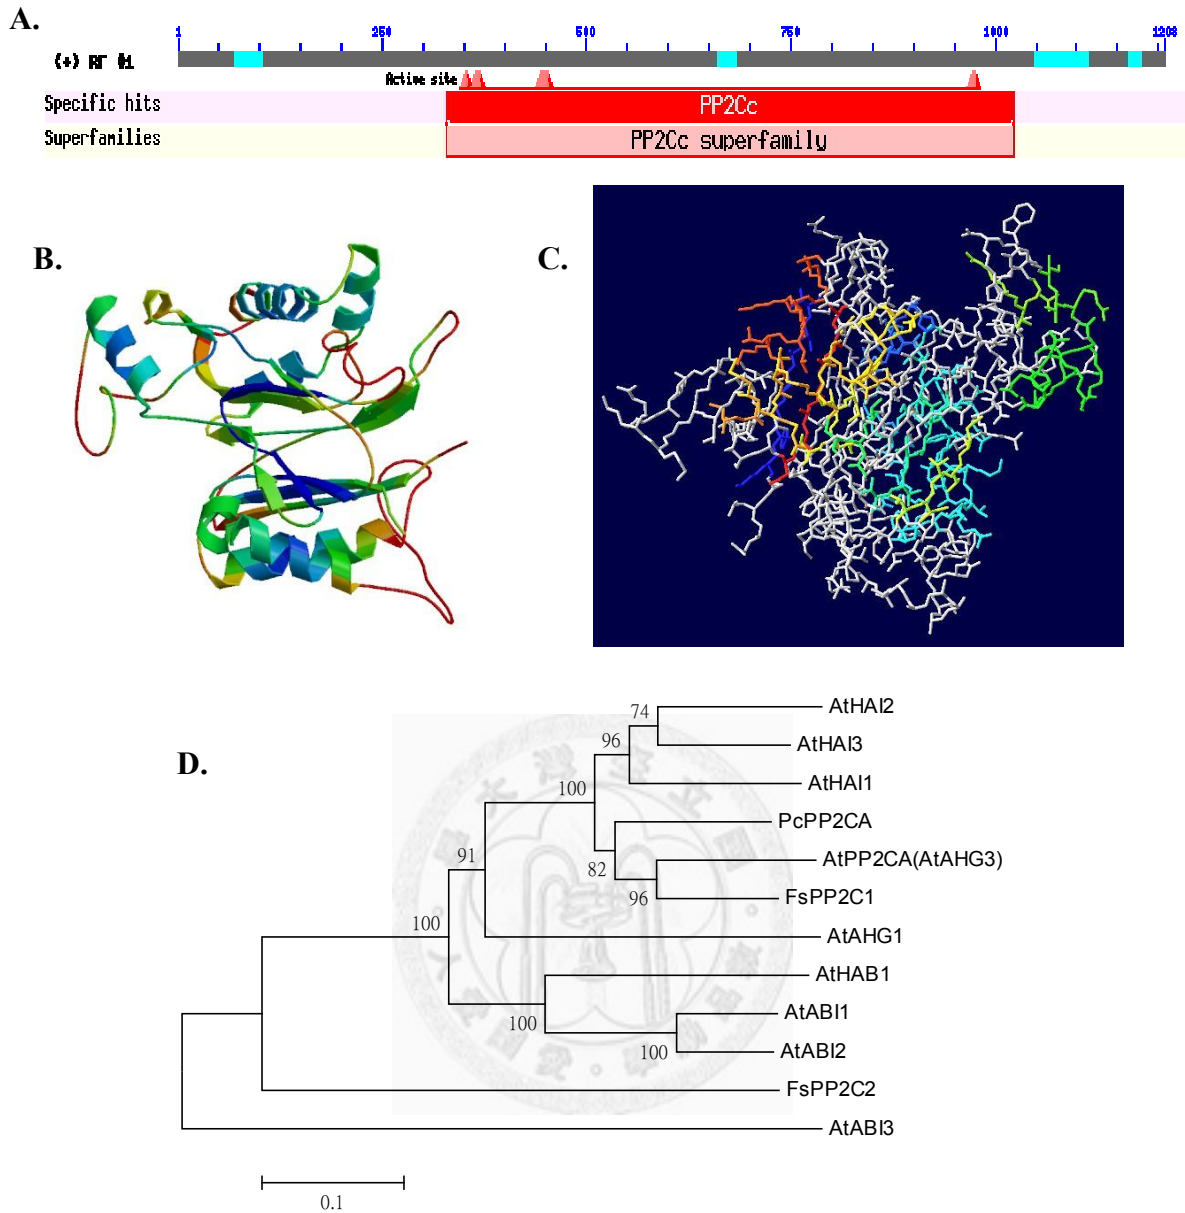 A.
1 250 500 750 1000 1208
(+) RF #1
Active site
Specific hits PP2Cc
Superfamilies PP2Cc superfamily
B.
C.
D.
74 AtHAI2
96 AtHAI3
AtHAI1
100 PcPP2CA
91 AtPP2CA(AtAHG3)
82
96 FsPP2C1
100 AtAHG1
AtHAB1
100 AtABI1
100 AtABI2
FsPP2C2
AtABI3
0.1